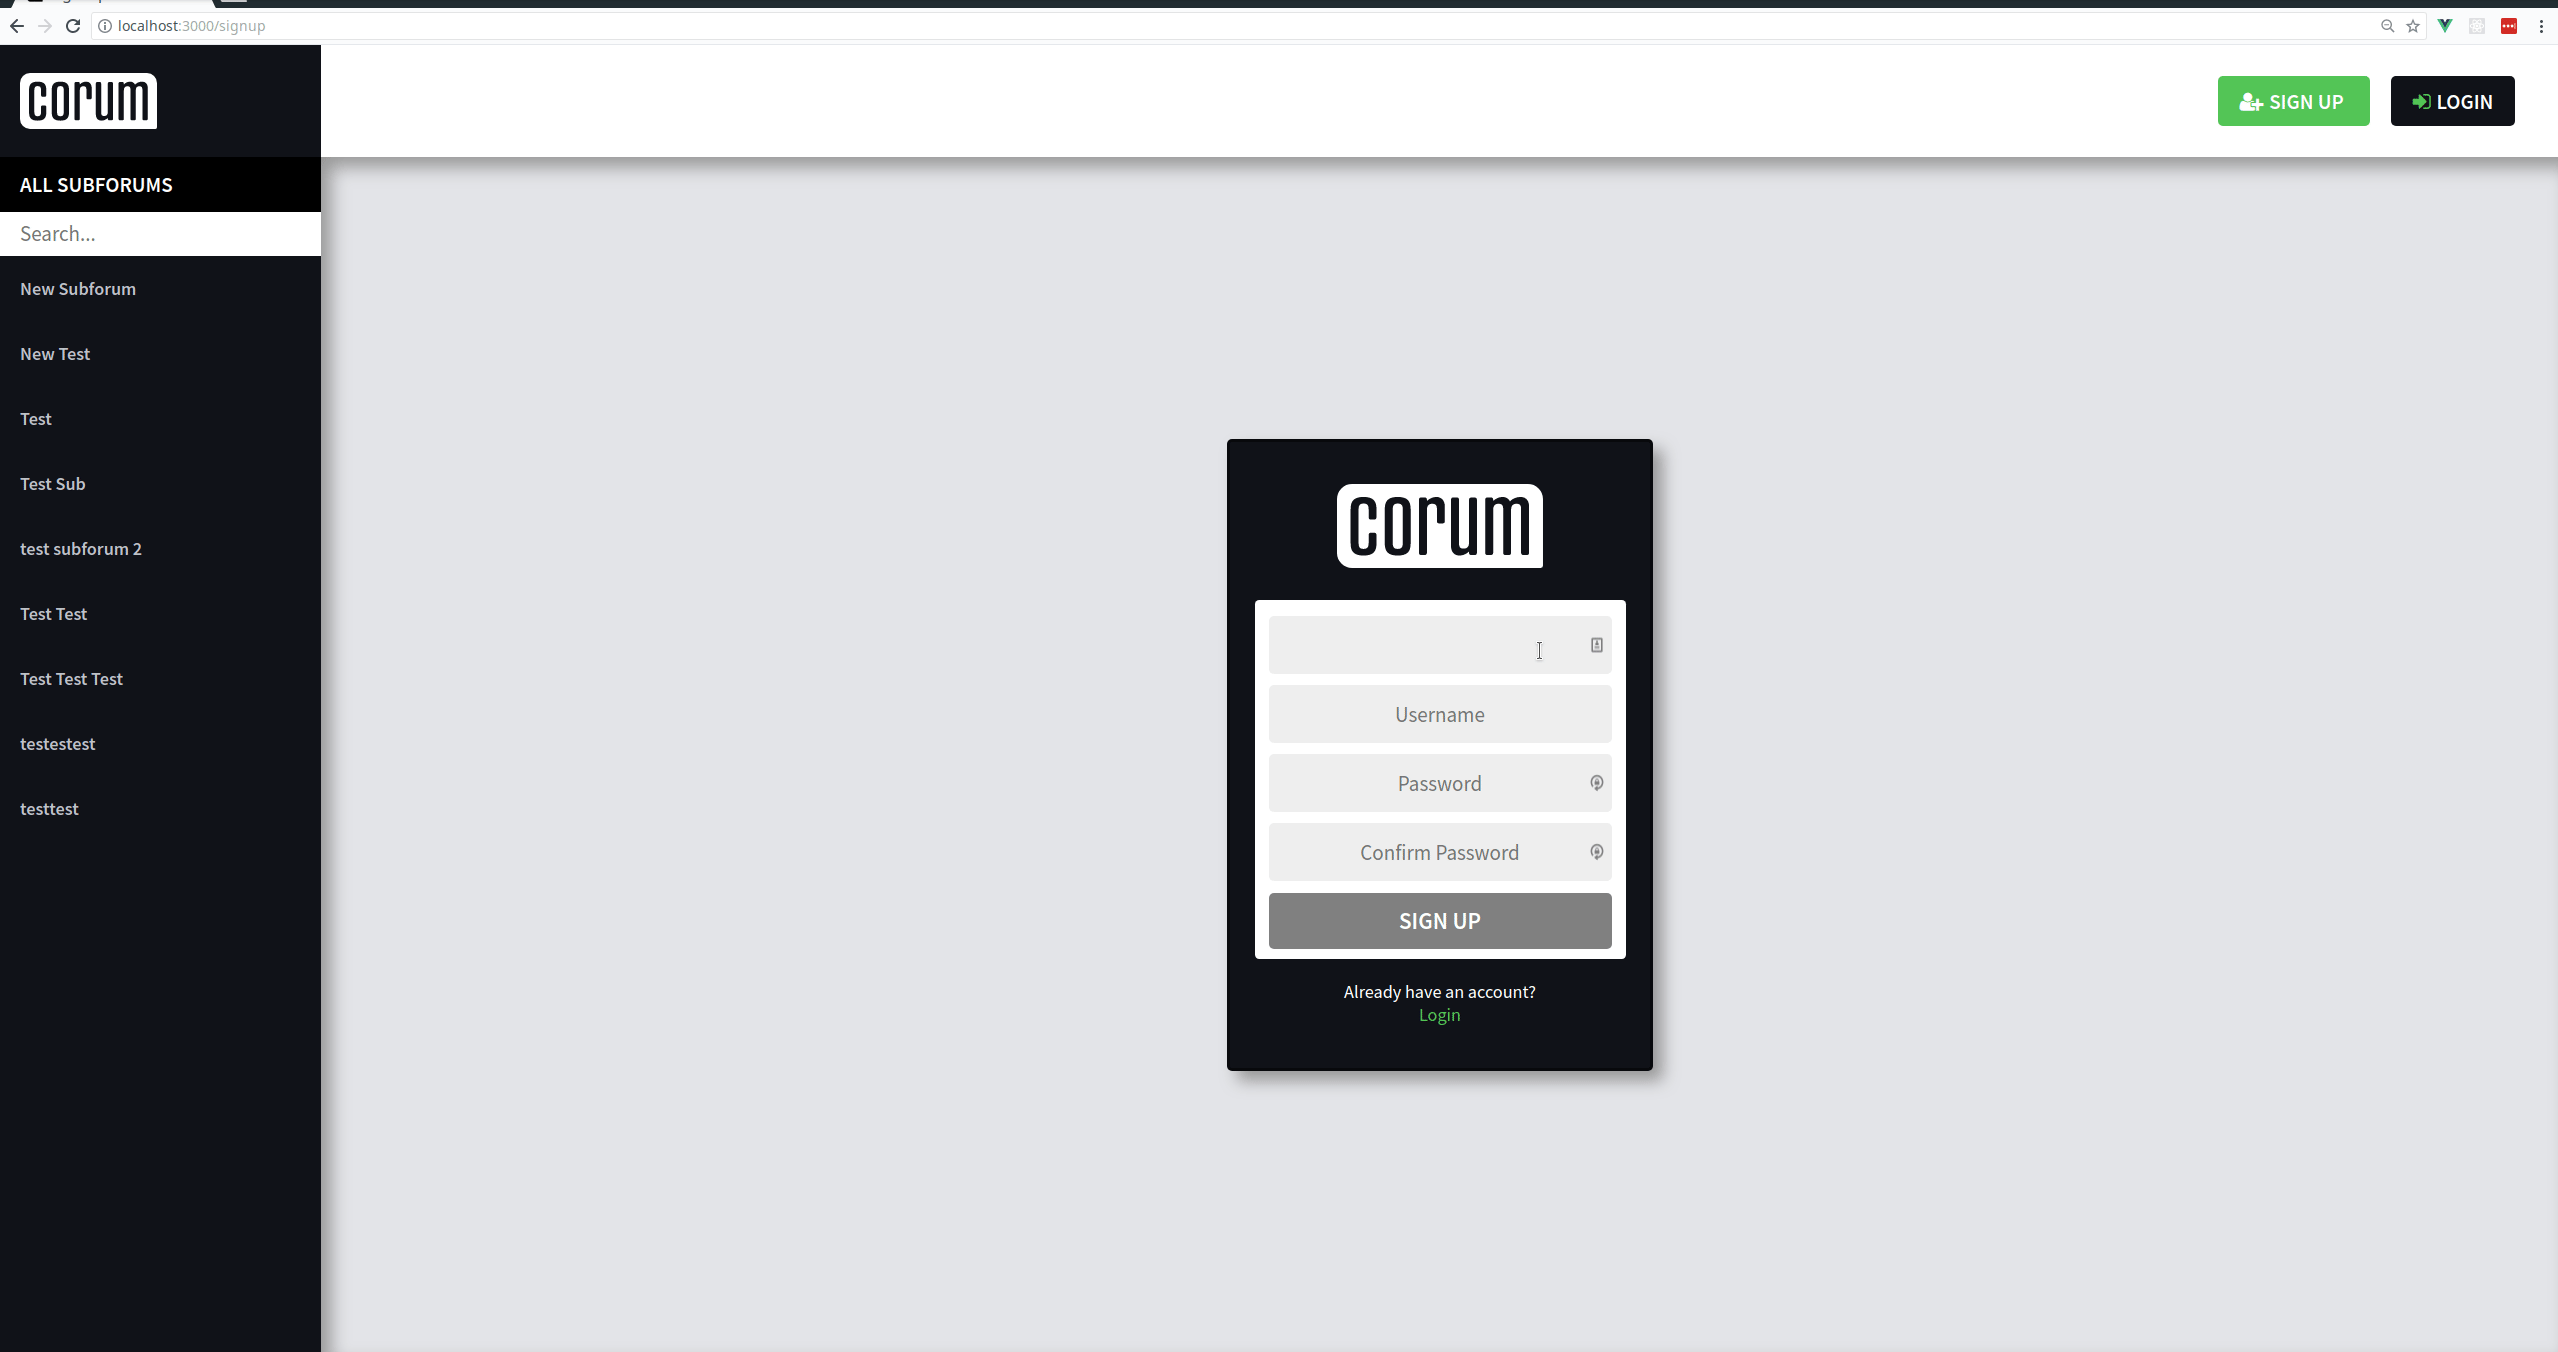 localhost:3000/signup
corum
SIGN UP
LOGIN
ALL SUBFORUMS
Search...
New Subforum
New Test
Test
Test Sub
test subforum 2
Test Test
Test Test Test
testestest
testtest
corum
Username
Password
Confirm Password
SIGN UP
Already have an account?
Login